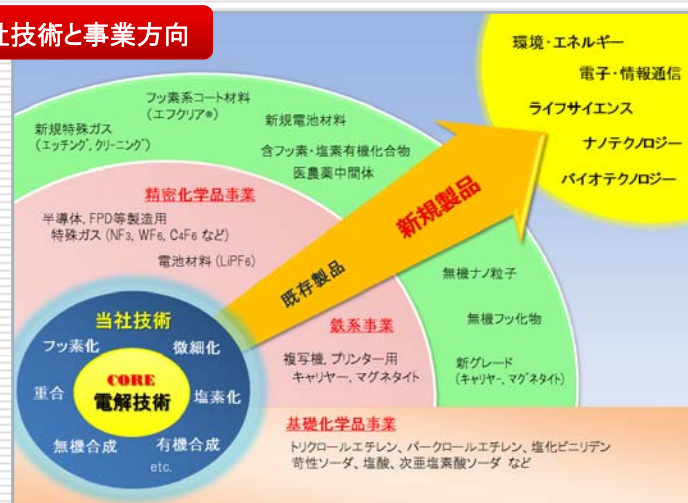 社技術と事業方向
環境・エネルギー
電子・情報通信
ライフサイエンス
ナノテクノロジー
バイオテクノロジー
フッ素系コート材料
(エフクリア®)
新規特殊ガス
(エッチング, クリーニング)
新規電池材料
含フッ素・塩素有機化合物
医農薬中間体
精密化学品事業
半導体, FPD等製造用
特殊ガス (NF3, WF6, C4F6 など)
電池材料 (LiPF6)
既存製品
新規製品
無機ナノ粒子
無機フッ化物
新グレード
(キャリヤー, マグネタイト)
鉄系事業
複写機, プリンター用
キャリヤー, マグネタイト
当社技術
フッ素化
微細化
CORE
電解技術
重合
塩素化
無機合成
有機合成
etc.
基礎化学品事業
トリクロールエチレン、パークロールエチレン、塩化ビニリデン
苛性ソーダ、塩酸、次亜塩素酸ソーダ など